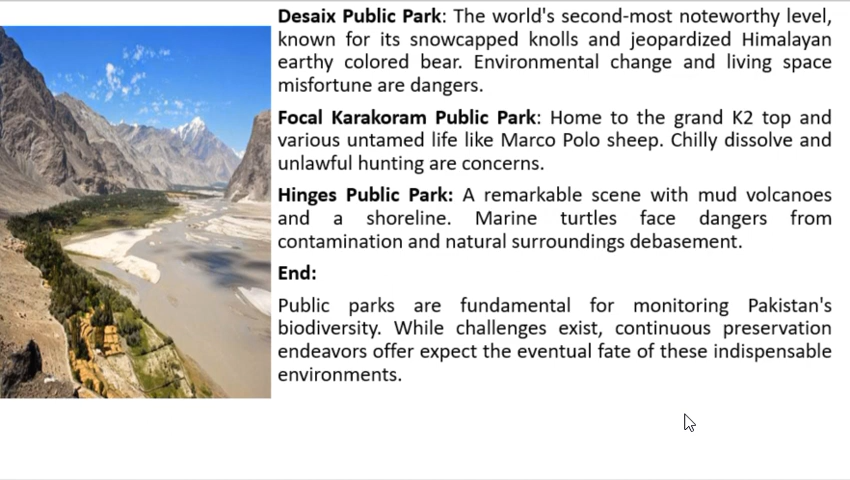 Desaix Public Park: The world's second-most noteworthy level,
known for its snowcapped knolls and jeopardized Himalayan
earthy colored bear. Environmental change and living space
misfortune are dangers.
Focal Karakoram Public Park: Home to the grand K2 top and
various untamed life like Marco Polo sheep. Chilly dissolve and
unlawful hunting are concerns.
Hinges Public Park: A remarkable scene with mud volcanoes
and a shoreline. Marine turtles face dangers from
contamination and natural surroundings debasement.
End:
Public parks are fundamental for monitoring Pakistan's
biodiversity. While challenges exist, continuous preservation
endeavors offer expect the eventual fate of these indispensable
environments.